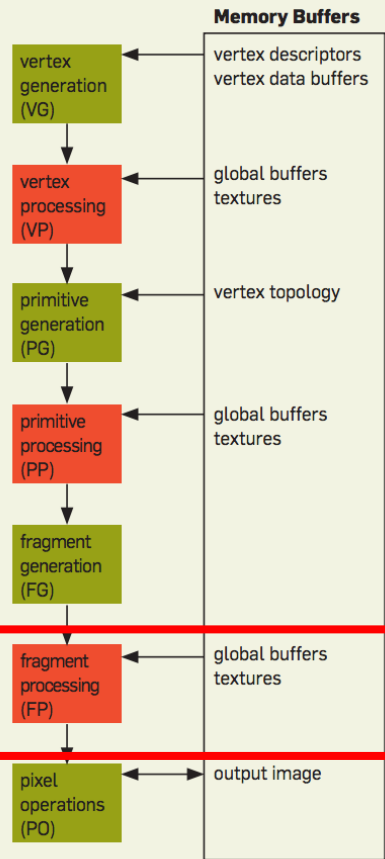 Memory Buffers
vertex
generation
(VG)
vertex descriptors
vertex data buffers
vertex
processing
(VP)
global buffers
textures
primitive
generation
(PG)
vertex topology
primitive
processing
(PP)
global buffers
textures
fragment
generation
(FG)
fragment
processing
(FP)
global buffers
textures
pixel
operations
(PO)
output image